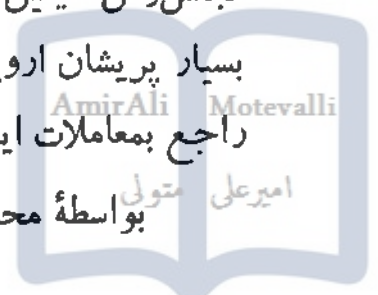 بسیار پریشان ارو
AmirAli Motevalli
راجع بمعاملات ای
امیرعلی متولی
بواسطهٔ مح